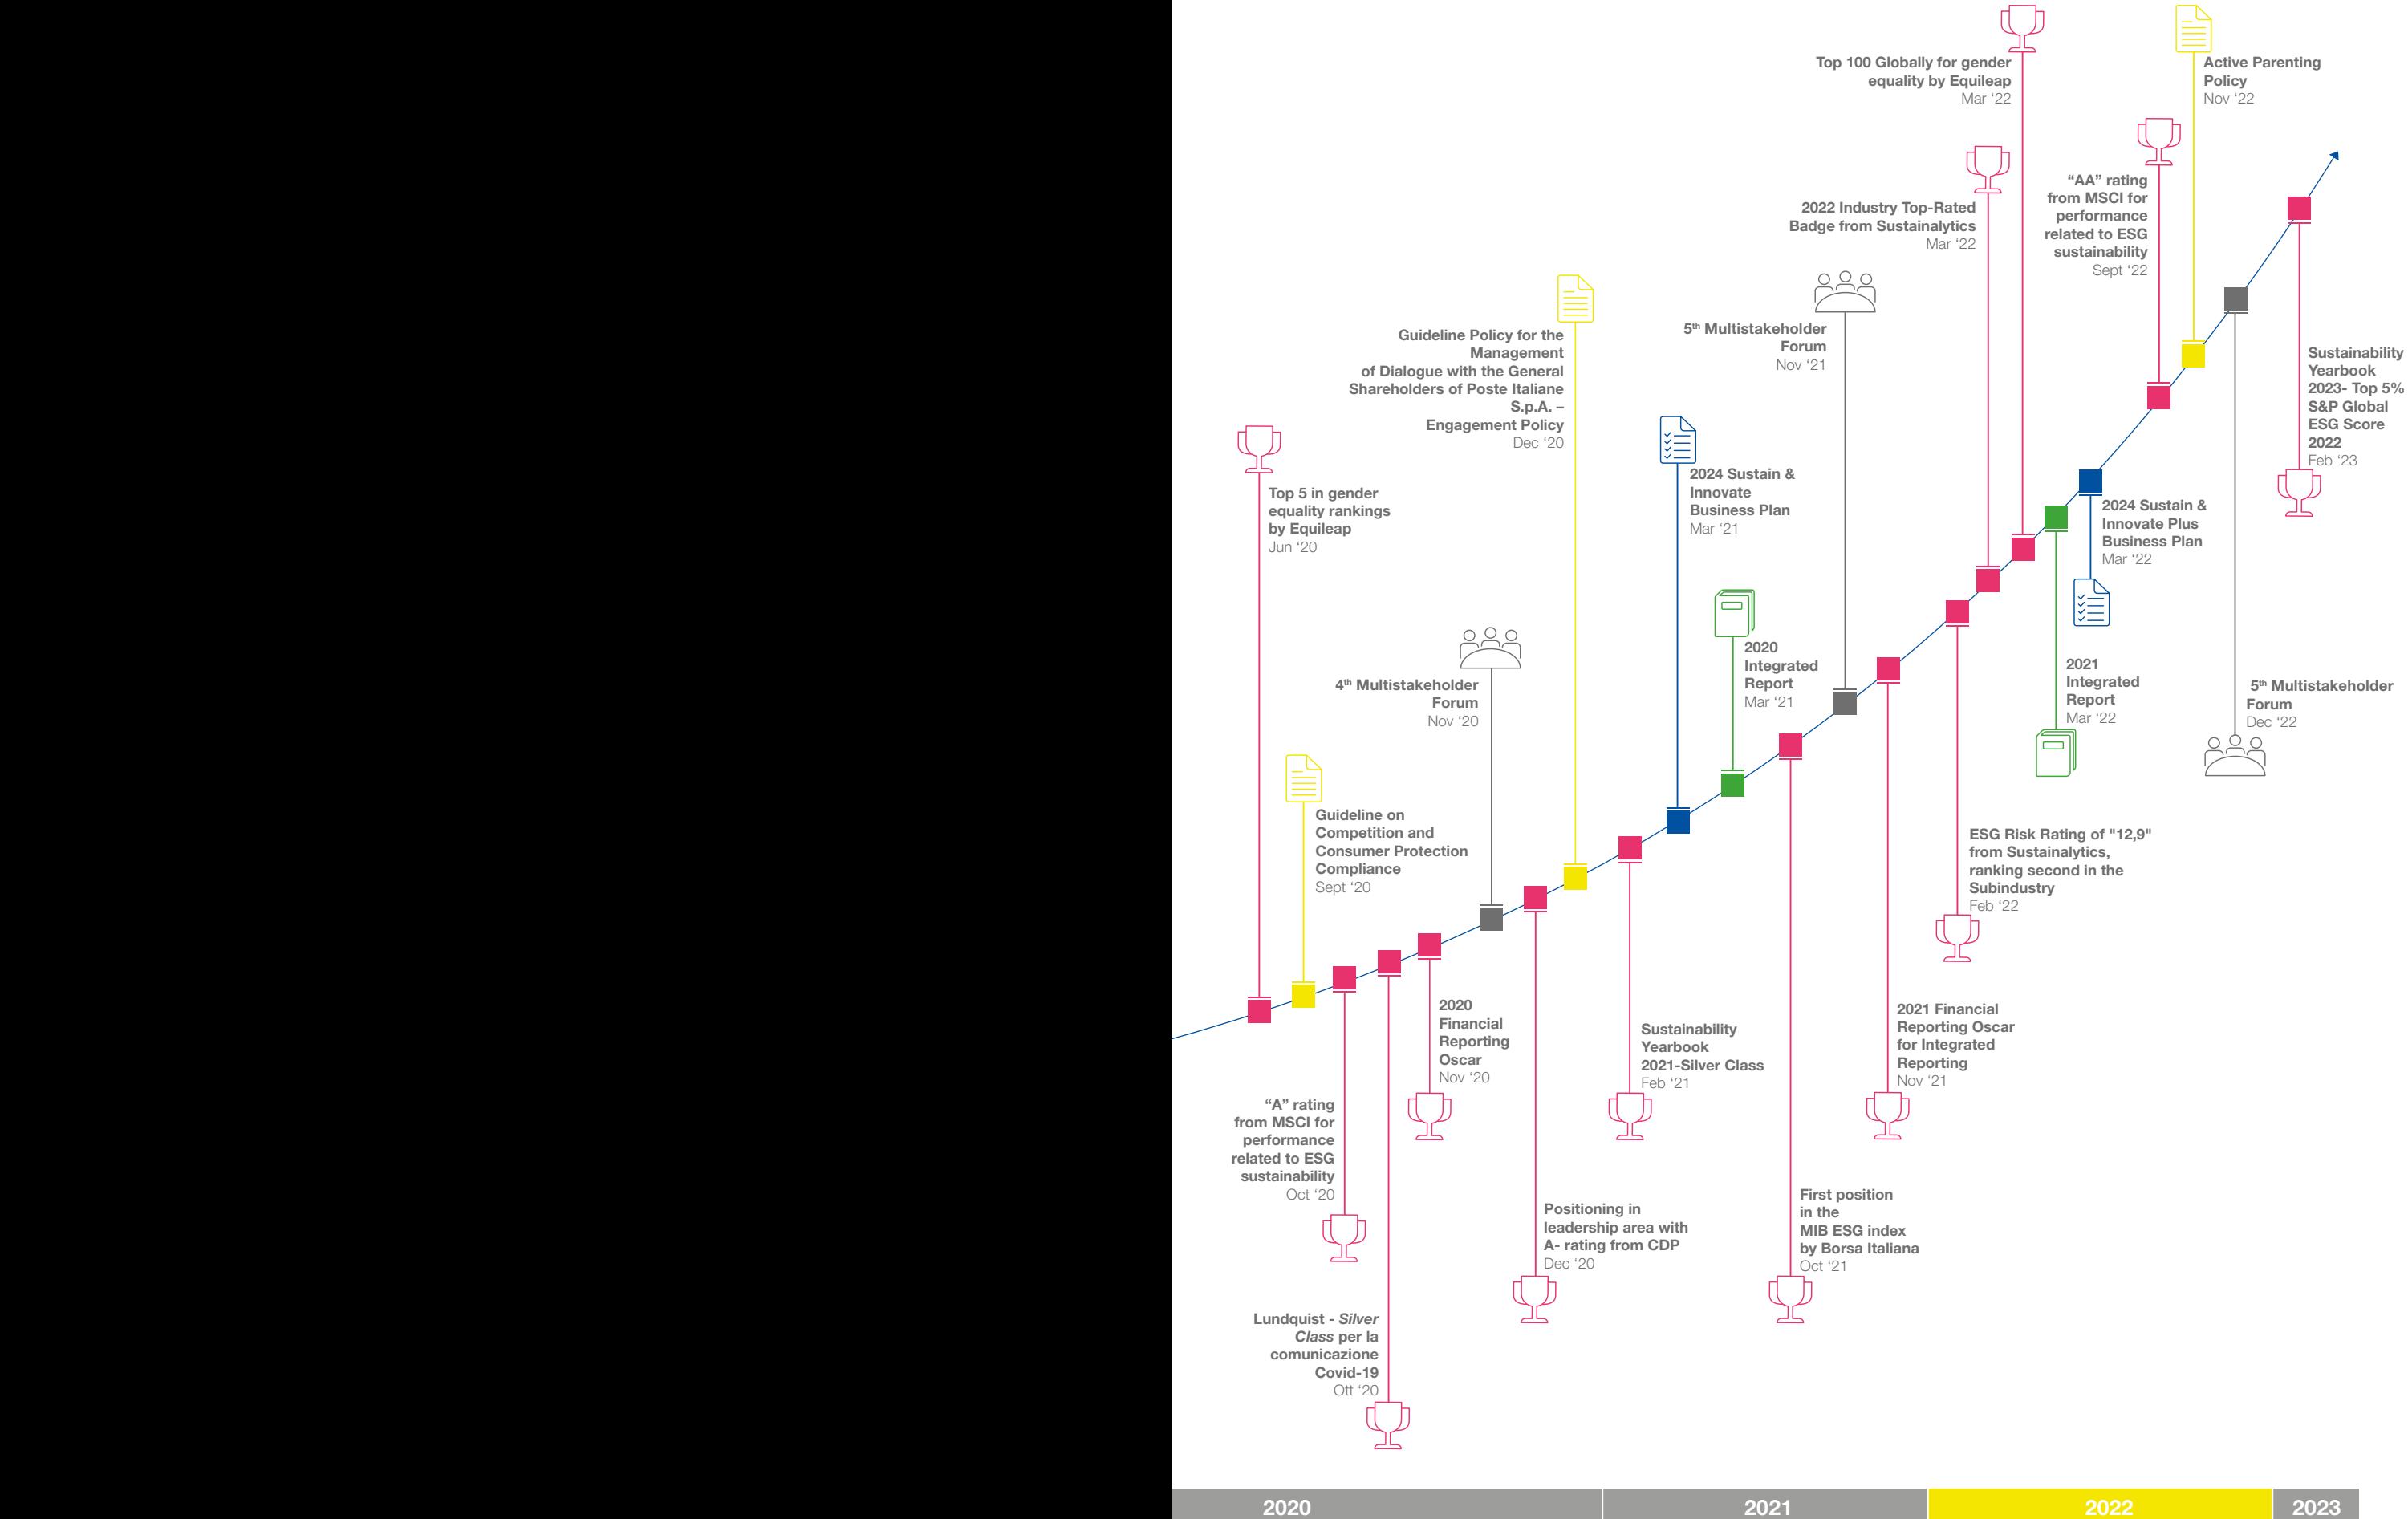 Top 100 Globally for gender
equality by Equileap
Mar ‘22
Active Parenting
Policy
Nov ‘22
“AA” rating
from MSCI for
performance
related to ESG
sustainability
Sept ‘22
2022 Industry Top-Rated
Badge from Sustainalytics
Mar ‘22
5th Multistakeholder
Forum
Nov ‘21
Guideline Policy for the
Management
of Dialogue with the General
Shareholders of Poste Italiane
S.p.A. –
Engagement Policy
Dec ‘20
Sustainability
Yearbook
2023- Top 5%
S&P Global
ESG Score
2022
Feb ‘23
Top 5 in gender
equality rankings
by Equileap
Jun ‘20
2024 Sustain &
Innovate
Business Plan
Mar ‘21
2024 Sustain &
Innovate Plus
Business Plan
Mar ‘22
4th Multistakeholder
Forum
Nov ‘20
2020
Integrated
Report
Mar ‘21
2021
Integrated
Report
Mar ‘22
5th Multistakeholder
Forum
Dec ‘22
Guideline on
Competition and
Consumer Protection
Compliance
Sept ‘20
ESG Risk Rating of "12,9"
from Sustainalytics,
ranking second in the
Subindustry
Feb ‘22
2020
Financial
Reporting
Oscar
Nov ‘20
Sustainability
Yearbook
2021-Silver Class
Feb ‘21
2021 Financial
Reporting Oscar
for Integrated
Reporting
Nov ‘21
“A” rating
from MSCI for
performance
related to ESG
sustainability
Oct ‘20
Positioning in
leadership area with
A- rating from CDP
Dec ‘20
First position
in the
MIB ESG index
by Borsa Italiana
Oct ‘21
Lundquist - Silver
Class per la
comunicazione
Covid-19
Ott ‘20
2020
2021
2022
2023